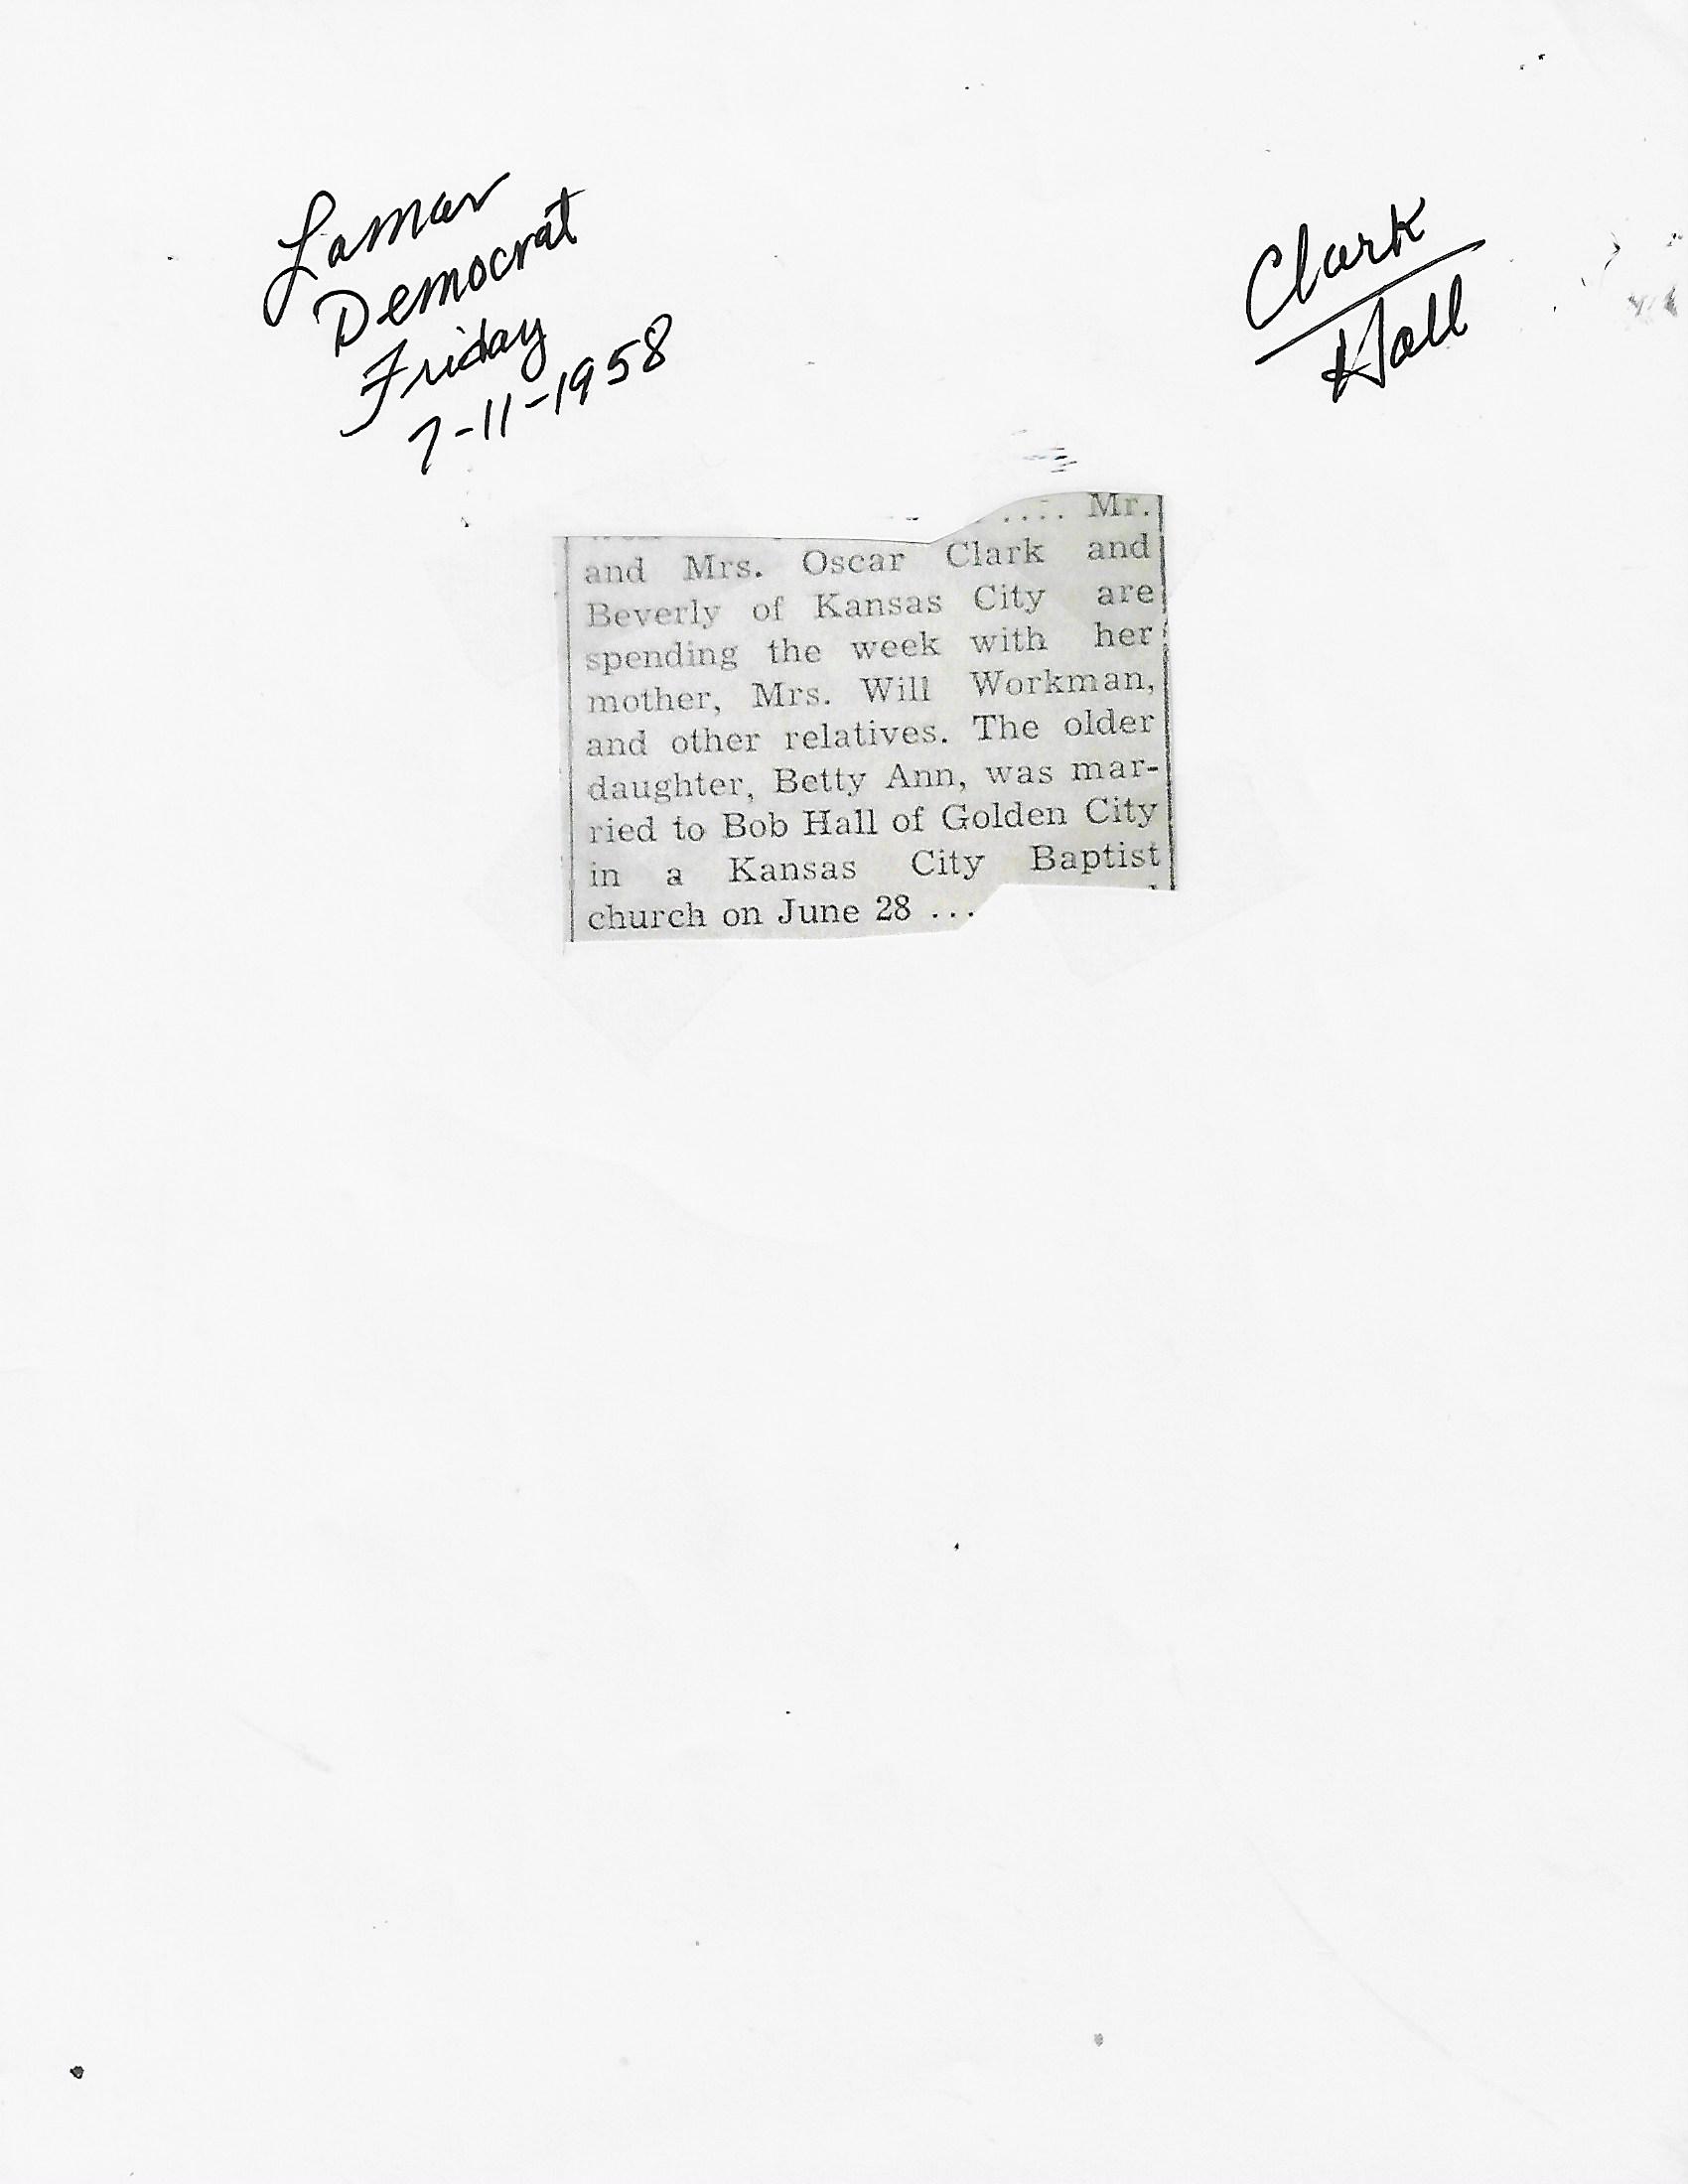 Lamar
Democrat
Friday
7-11-1958
Clark
Hall
.... Mr.
and Mrs. Oscar Clark and
Beverly of Kansas City are
spending the week with her
mother, Mrs. Will Workman,
and other relatives. The older
daughter, Betty Ann, was mar-
ried to Bob Hall of Golden City
in a Kansas City Baptist
church on June 28 ...